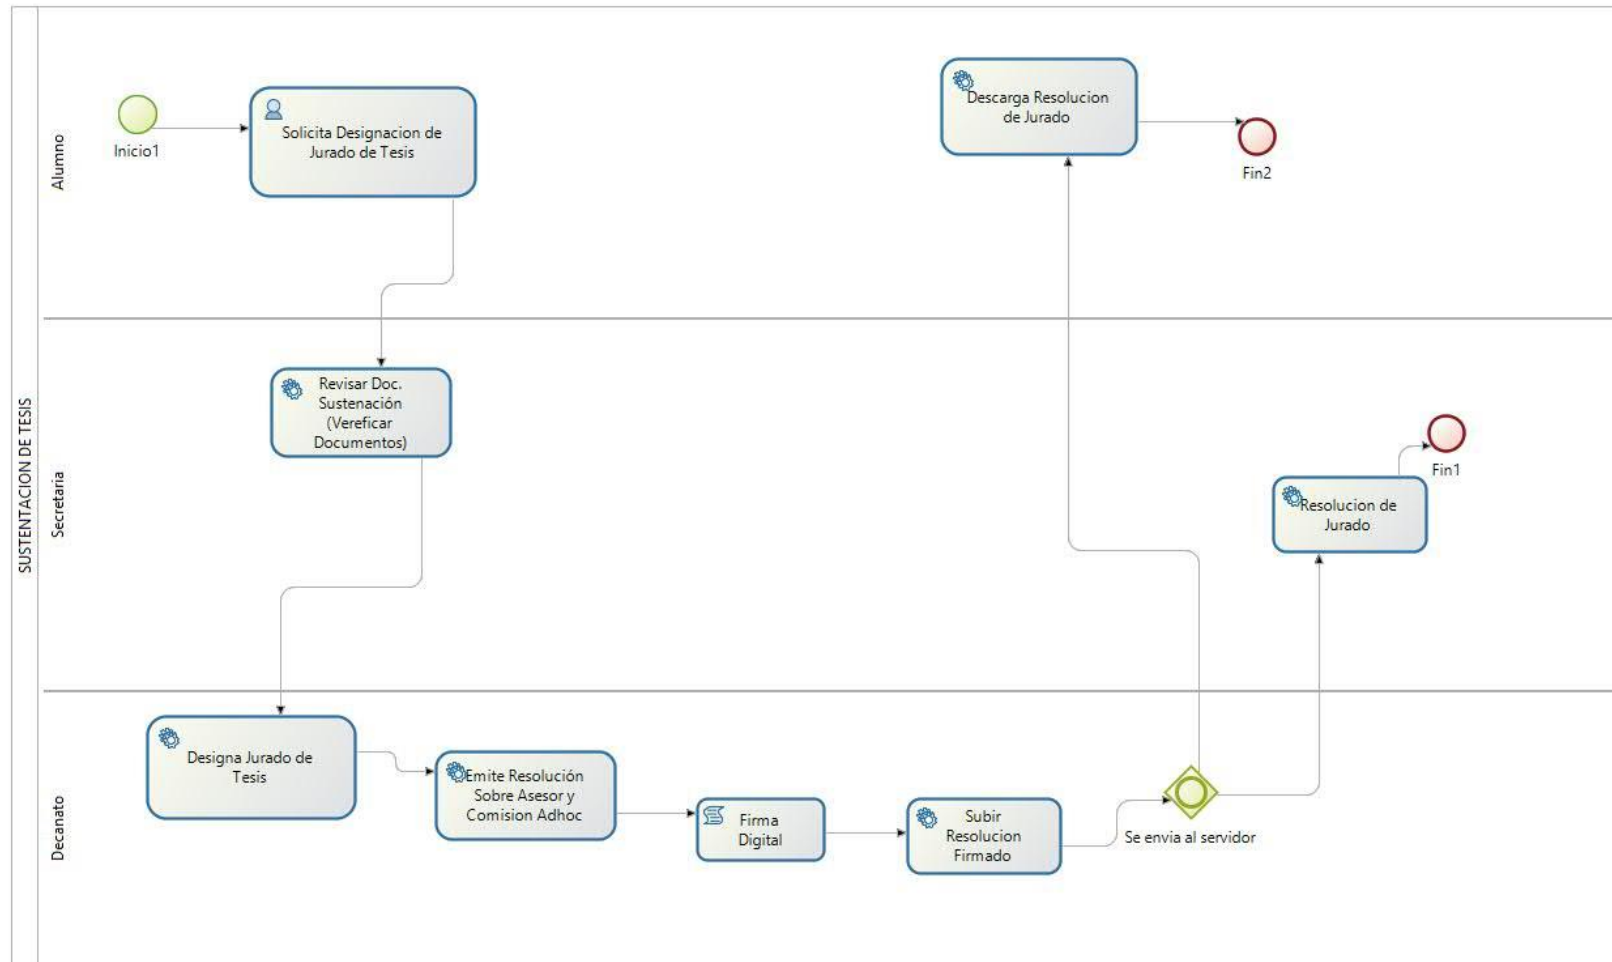 SUSTENTACION DE TESIS
Alumno
Inicio1
Solicita Designacion de
Jurado de Tesis
Descarga Resolucion
de Jurado
Fin2
Secretaria
Revisar Doc.
Sustenación
(Vereficar
Documentos)
Resolucion de
Jurado
Fin1
Decanato
Designa Jurado de
Tesis
Emite Resolución
Sobre Asesor y
Comision Adhoc
Firma
Digital
Subir
Resolucion
Firmado
Se envia al servidor